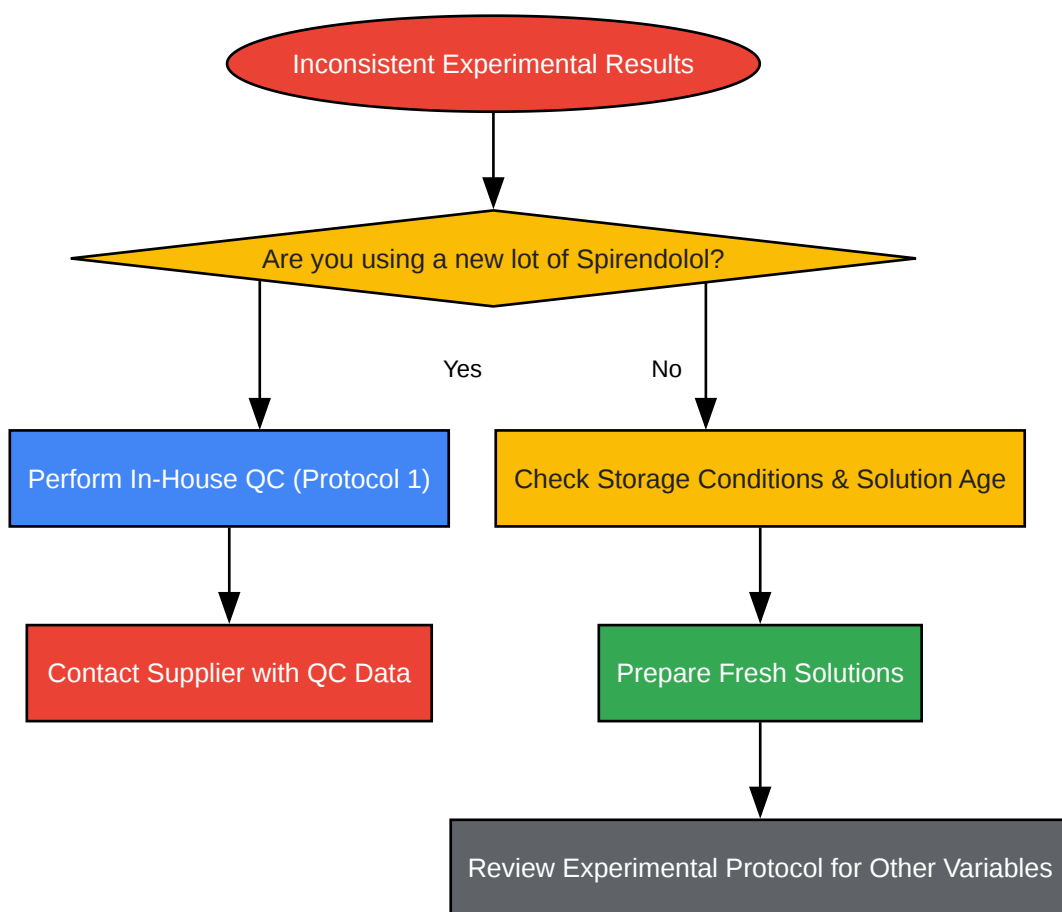 Inconsistent Experimental Results
Are you using a new lot of Spirendolol?
Yes
No
Perform In-House QC (Protocol 1)
Check Storage Conditions & Solution Age
Contact Supplier with QC Data
Prepare Fresh Solutions
Review Experimental Protocol for Other Variables